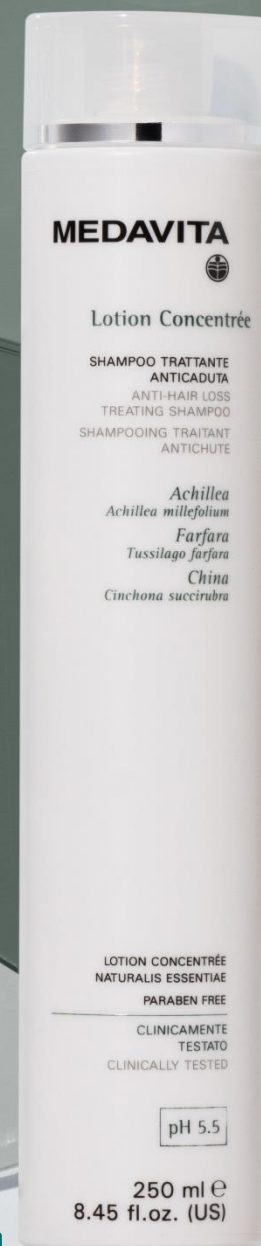 MEDAVITA
Lotion Concentrée
SHAMPOO TRATTANTE
ANTICADUTA
ANTI-HAIR LOSS
TREATING SHAMPOO
SHAMPOOING TRAITANT
ANTICHUTE
Achillea
Achillea millefolium
Farfara
Tussilago farfara
China
Cinchona succirubra
LOTION CONCENTRÉE
NATURALIS ESSENTIAE
PARABEN FREE
CLINICAMENTE
TESTATO
CLINICALLY TESTED
pH 5.5
250 ml ℮
8.45 fl.oz. (US)